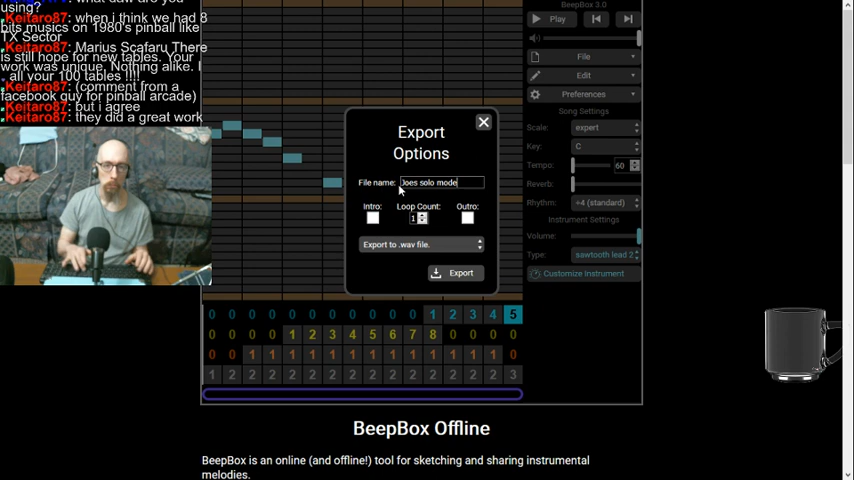 using?
Keitaro87: when i think we had 8
bits musics on 1980's pinball like
TX Sector
Keitaro87: Marius Scafaru There
is still hope for new tables. Your
work was unique. Nothing alike. I
all your 100 tables !!!!
Keitaro87: (comment from a
facebook guy for pinball arcade)
Keitaro87: but i agree
Keitaro87: they did a great work
Export
Options
File name: Joes solo mode
Intro: Loop Count: Outro:
1
Export to .wav file.
Export
BeepBox 3.0
Play
File
Edit
Preferences
Song Settings
Scale: expert
Key: C
Tempo: 60
Reverb:
Rhythm: ÷4 (standard)
Instrument Settings
Volume:
Type: sawtooth lead 2
Customize Instrument
0 0 0 0 0 0 0 0 0 0 0 1 2 3 4 5
0 0 0 0 1 2 3 4 5 6 7 8 0 0 0 0
0 0 1 1 1 1 1 1 1 1 1 1 1 1 1 0
1 2 2 2 2 2 2 2 2 2 2 2 2 2 2 3
BeepBox Offline
BeepBox is an online (and offline!) tool for sketching and sharing instrumental
melodies.